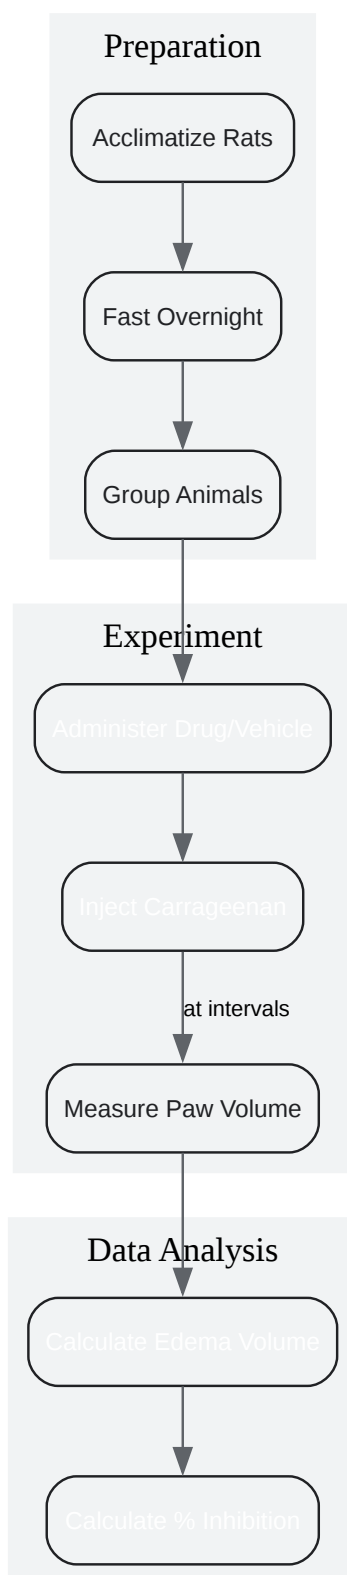 Preparation
Acclimatize Rats
Fast Overnight
Group Animals
Experiment
Administer Drug/Vehicle
Inject Carrageenan
at intervals
Measure Paw Volume
Data Analysis
Calculate Edema Volume
Calculate % Inhibition